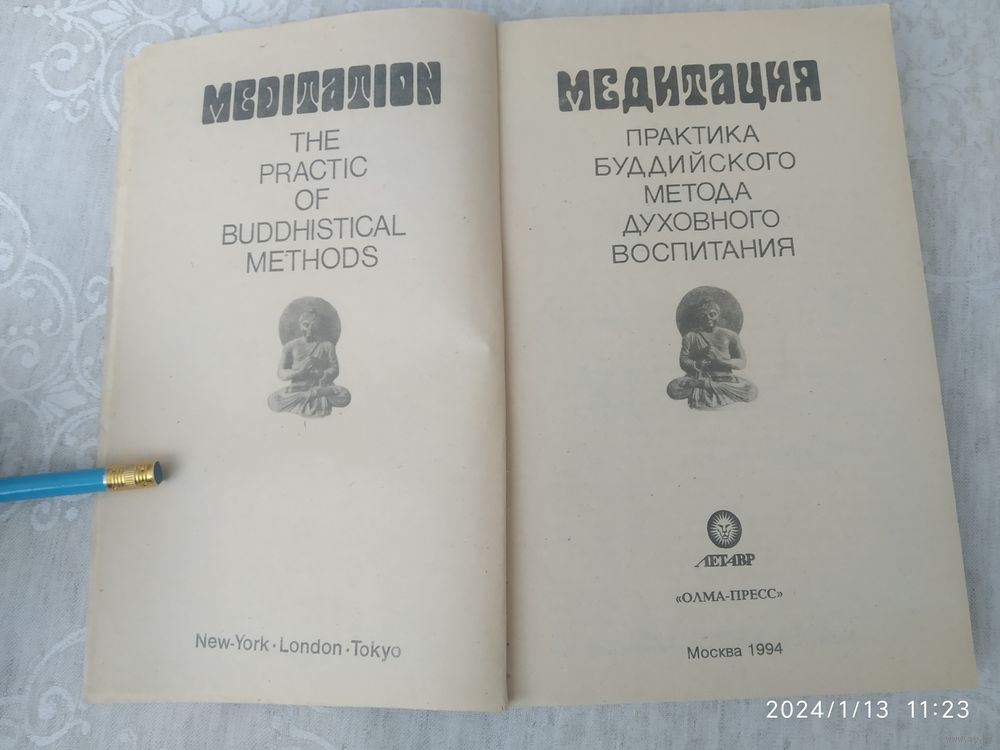 MEDITATION
THE
PRACTIC
OF
BUDDHISTICAL
METHODS
New-York · London · Tokyo
МЕДИТАЦИЯ
ПРАКТИКА
БУДДИЙСКОГО
МЕТОДА
ДУХОВНОГО
ВОСПИТАНИЯ
ЛЕТАВР
«ОЛМА-ПРЕСС»
Москва 1994
2024/1/13 11:23